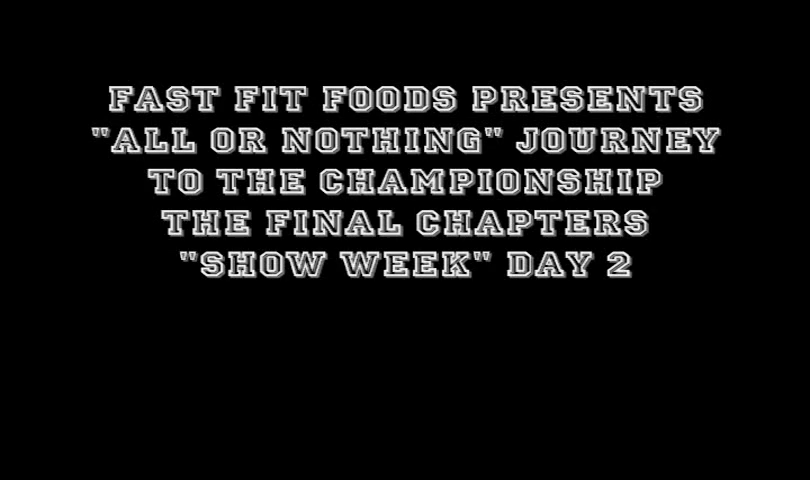 FAST FIT FOODS PRESENTS
"ALL OR NOTHING" JOURNEY
TO THE CHAMPIONSHIP
THE FINAL CHAPTERS
"SHOW WEEK" DAY 2